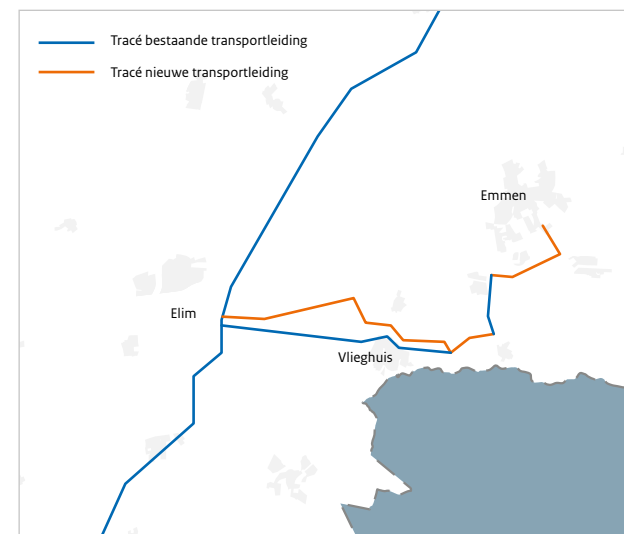 Tracé bestaande transportleiding
Tracé nieuwe transportleiding
Emmen
Elim
Vlieghuis